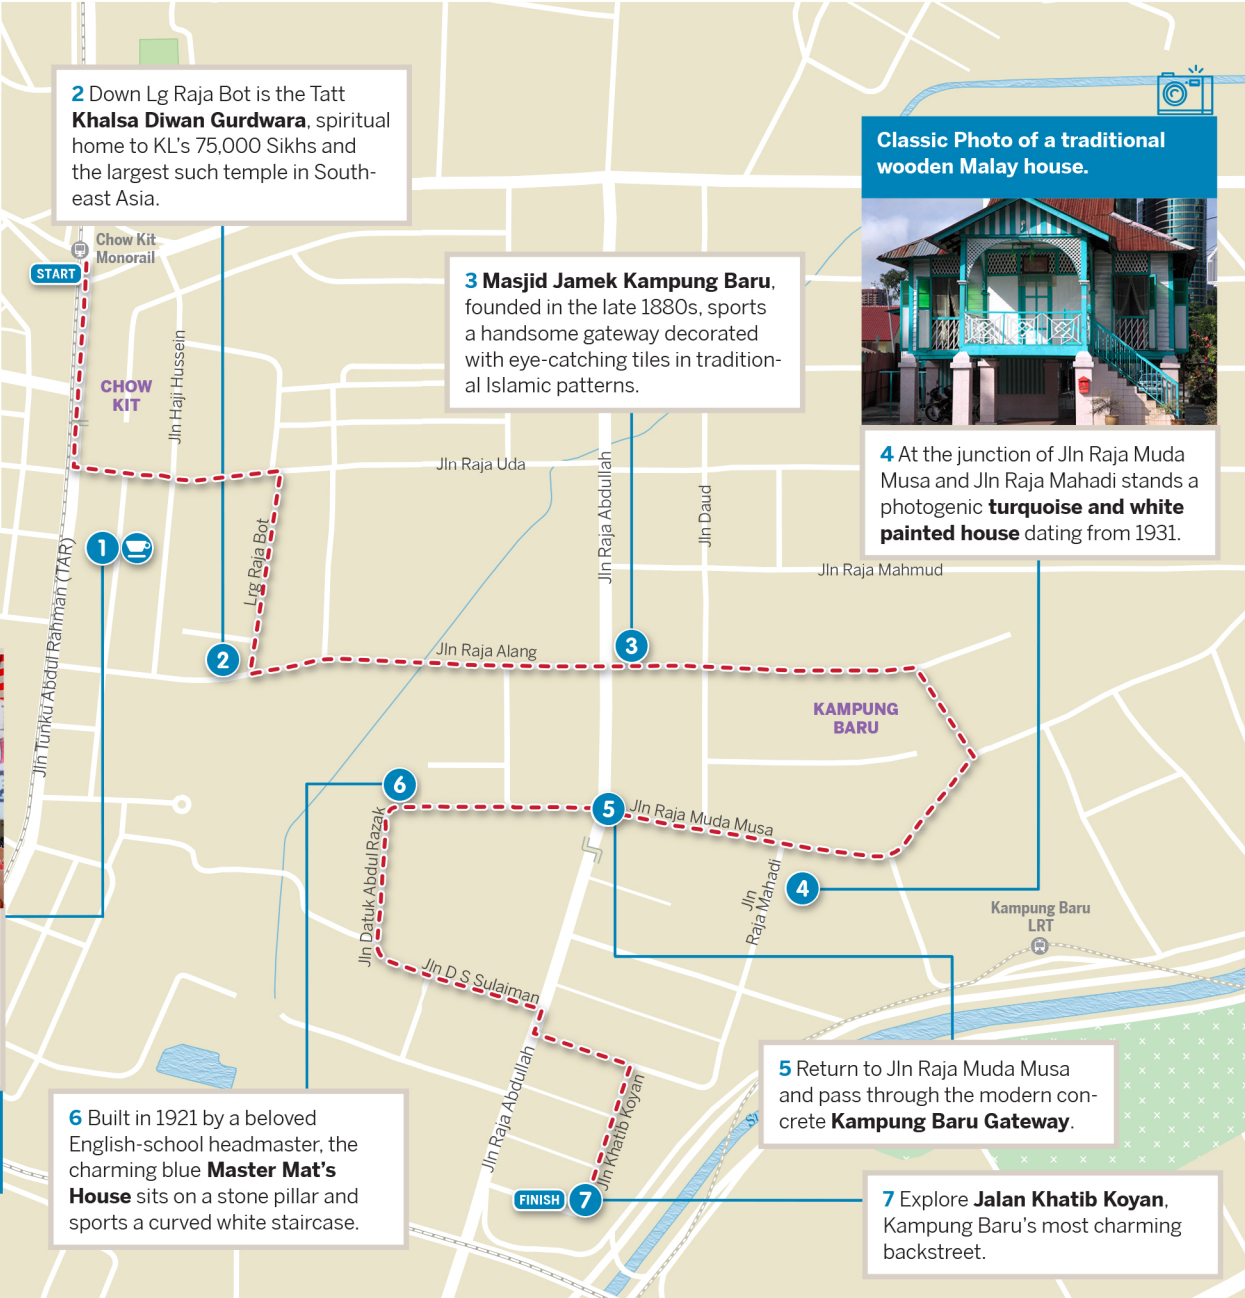 2 Down Lg Raja Bot is the Tatt
Khalsa Diwan Gurdwara, spiritual
home to KL's 75,000 Sikhs and
the largest such temple in South-
east Asia.
Classic Photo of a traditional
wooden Malay house.
Chow Kit
Monorail
START
3 Masjid Jamek Kampung Baru,
founded in the late 1880s, sports
a handsome gateway decorated
with eye-catching tiles in tradition-
al Islamic patterns.
CHOW
KIT
Jln Haji Hussein
4 At the junction of Jln Raja Muda
Musa and Jln Raja Mahadi stands a
photogenic turquoise and white
painted house dating from 1931.
Jln Raja Uda
Jln Raja Abdullah
Jln Daud
Lrg Raja Bot
1
Jln Raja Mahmud
Jln Tunku Abdul Rahman (TAR)
2
3
Jln Raja Alang
KAMPUNG
BARU
6
5
Jln Raja Muda Musa
Jln Datuk Abdul Razak
4
Jln
Raja Mahadi
Kampung Baru
LRT
Jln D S Sulaiman
Jln Raja Abdullah
Jln Khatib Koyan
5 Return to Jln Raja Muda Musa
and pass through the modern con-
crete Kampung Baru Gateway.
6 Built in 1921 by a beloved
English-school headmaster, the
charming blue Master Mat's
House sits on a stone pillar and
sports a curved white staircase.
FINISH
7
7 Explore Jalan Khatib Koyan,
Kampung Baru's most charming
backstreet.